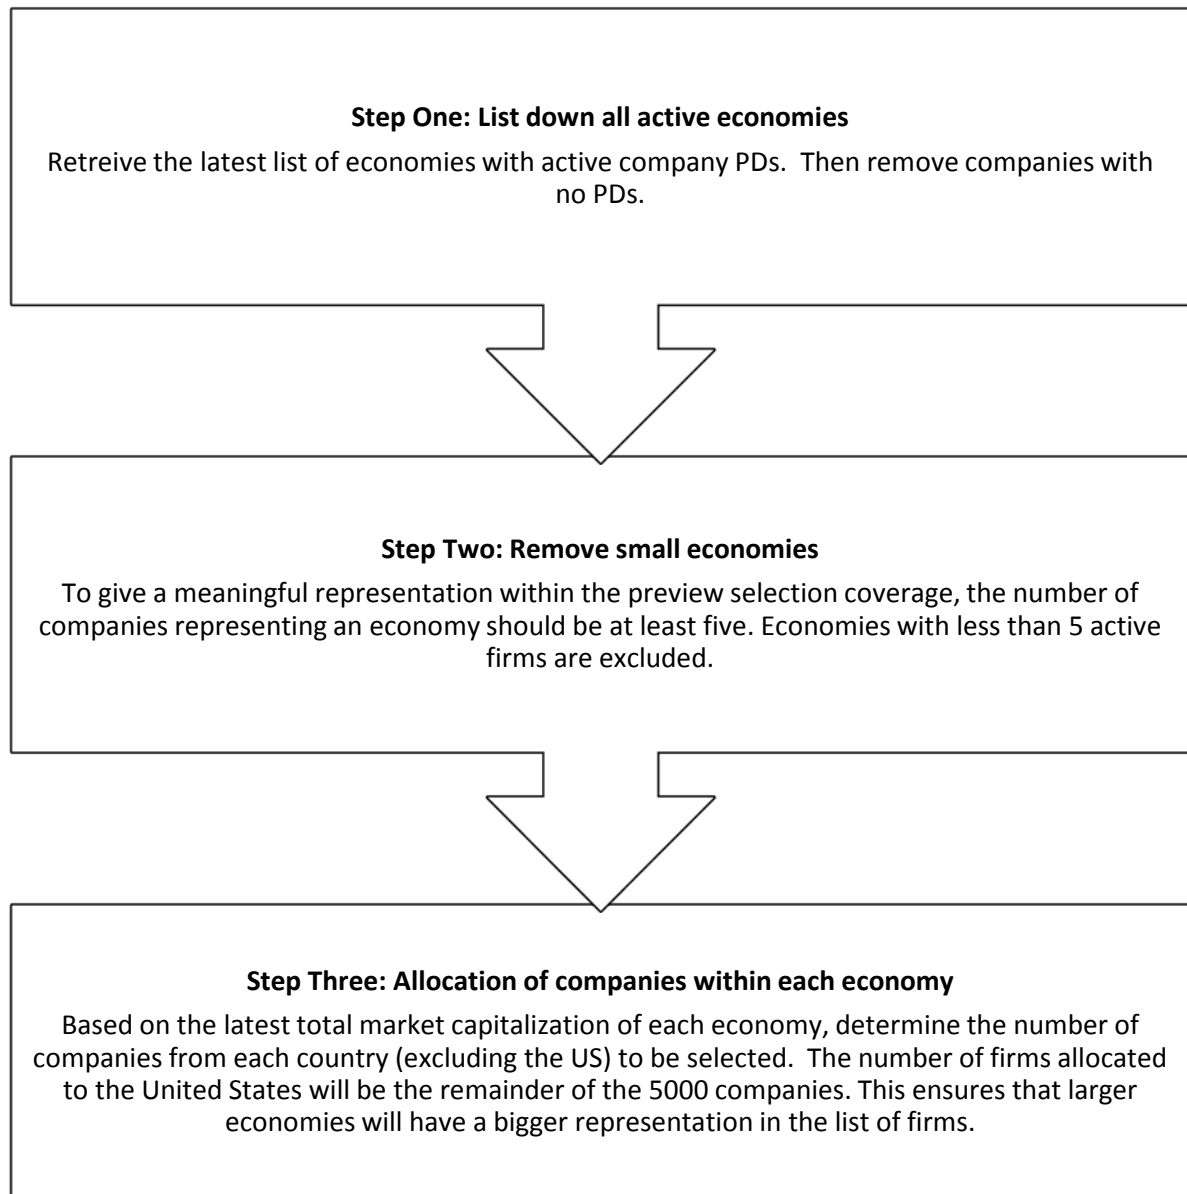 Step One: List down all active economies
Retreive the latest list of economies with active company PDs.  Then remove companies with
no PDs.
Step Two: Remove small economies
To give a meaningful representation within the preview selection coverage, the number of
companies representing an economy should be at least five. Economies with less than 5 active
firms are excluded.
Step Three: Allocation of companies within each economy
Based on the latest total market capitalization of each economy, determine the number of
companies from each country (excluding the US) to be selected.  The number of firms allocated
to the United States will be the remainder of the 5000 companies. This ensures that larger
economies will have a bigger representation in the list of firms.